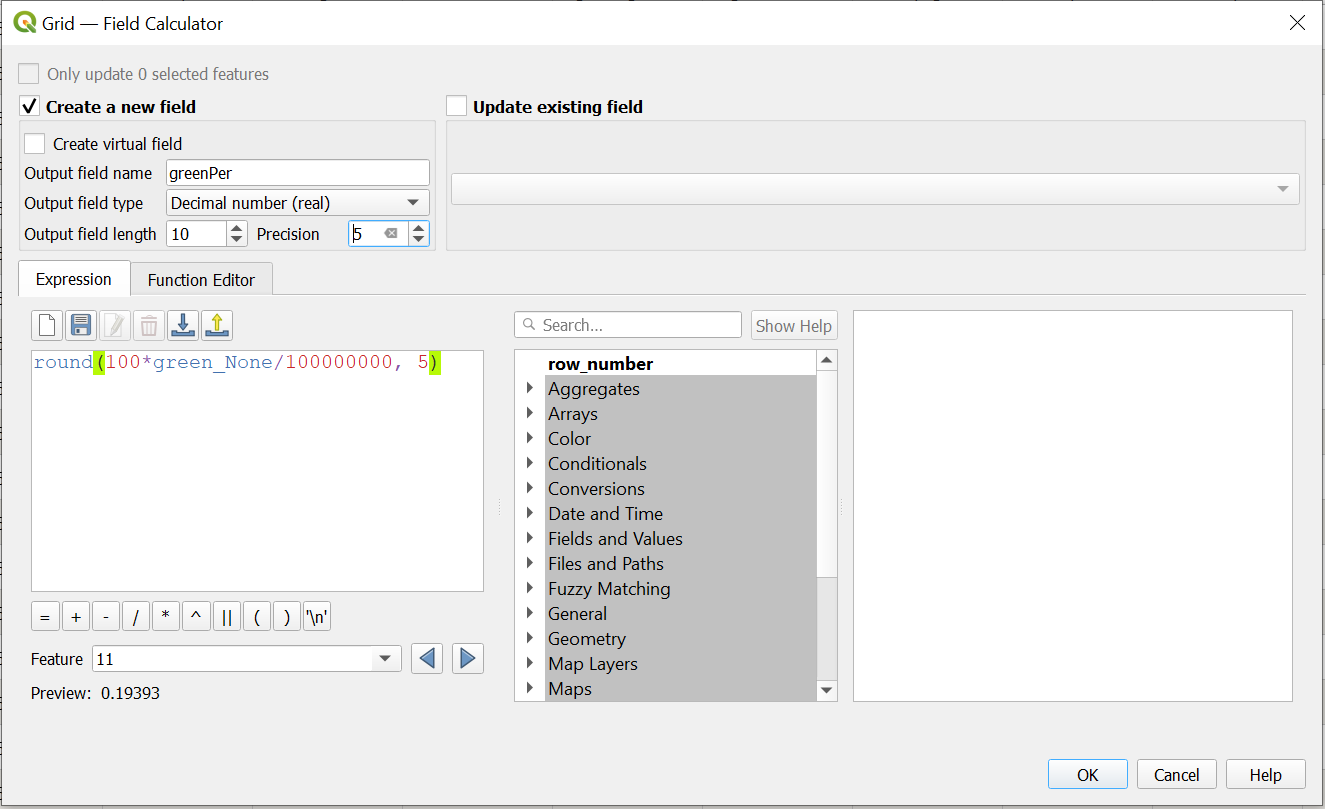 Grid — Field Calculator
Only update 0 selected features
Create a new field
Update existing field
Create virtual field
Output field name greenPer
Output field type Decimal number (real)
Output field length 10 Precision 5
Expression Function Editor
Search... Show Help
round(100*green_None/100000000, 5)
row_number
Aggregates
Arrays
Color
Conditionals
Conversions
Date and Time
Fields and Values
Files and Paths
Fuzzy Matching
General
Geometry
Map Layers
Maps
= + - / * ^ || ( ) '\n'
Feature 11
Preview: 0.19393
OK Cancel Help